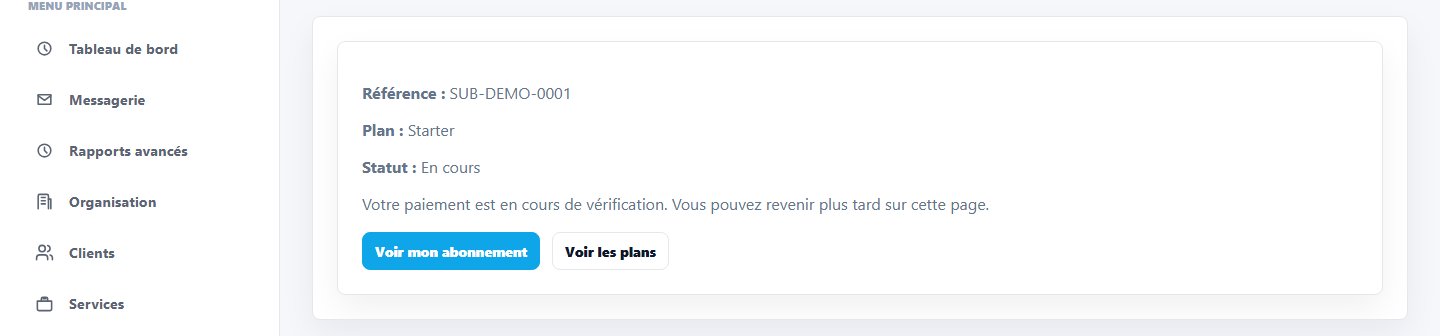 MENU PRINCIPAL
Tableau de bord
Messagerie
Rapports avancés
Organisation
Clients
Services
Référence : SUB-DEMO-0001
Plan : Starter
Statut : En cours
Votre paiement est en cours de vérification. Vous pouvez revenir plus tard sur cette page.
Voir mon abonnement
Voir les plans